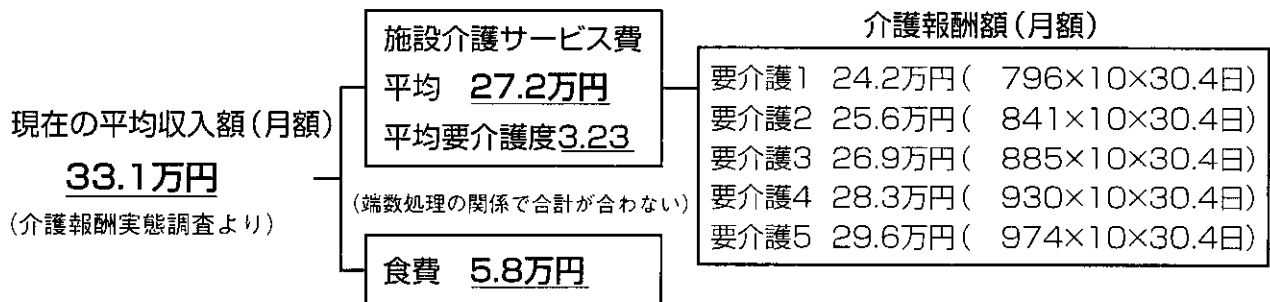 現在の平均収入額（月額）
33.1万円
（介護報酬実態調査より）
施設介護サービス費
平均　27.2万円
平均要介護度3.23
（端数処理の関係で合計が合わない）
食費　5.8万円
介護報酬額（月額）
要介護1　24.2万円（　796×10×30.4日）
要介護2　25.6万円（　841×10×30.4日）
要介護3　26.9万円（　885×10×30.4日）
要介護4　28.3万円（　930×10×30.4日）
要介護5　29.6万円（　974×10×30.4日）